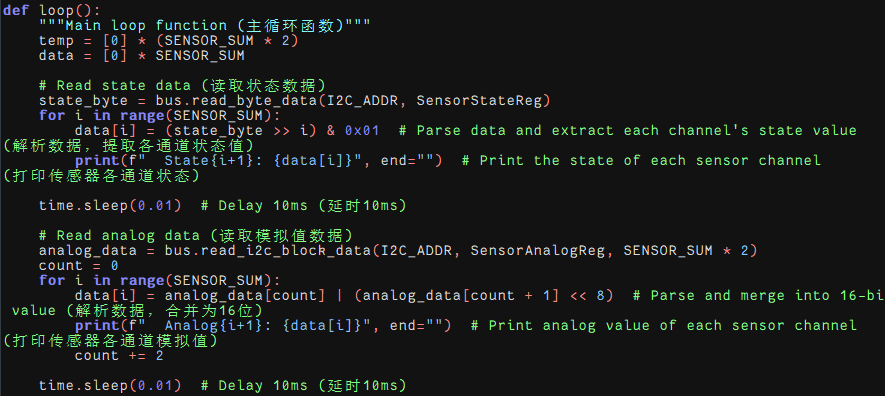 def loop():
    """Main loop function (主循环函数)"""
    temp = [0] * (SENSOR_SUM * 2)
    data = [0] * SENSOR_SUM

    # Read state data (读取状态数据)
    state_byte = bus.read_byte_data(I2C_ADDR, SensorStateReg)
    for i in range(SENSOR_SUM):
        data[i] = (state_byte >> i) & 0x01  # Parse data and extract each channel's state value
(解析数据，提取各通道状态值)
        print(f"  State{i+1}: {data[i]}", end="")  # Print the state of each sensor channel
(打印传感器各通道状态)

    time.sleep(0.01)  # Delay 10ms (延时10ms)

    # Read analog data (读取模拟值数据)
    analog_data = bus.read_i2c_block_data(I2C_ADDR, SensorAnalogReg, SENSOR_SUM * 2)
    count = 0
    for i in range(SENSOR_SUM):
        data[i] = analog_data[count] | (analog_data[count + 1] << 8)  # Parse and merge into 16-bi
 value (解析数据，合并为16位)
        print(f"  Analog{i+1}: {data[i]}", end="")  # Print analog value of each sensor channel
(打印传感器各通道模拟值)
        count += 2

    time.sleep(0.01)  # Delay 10ms (延时10ms)